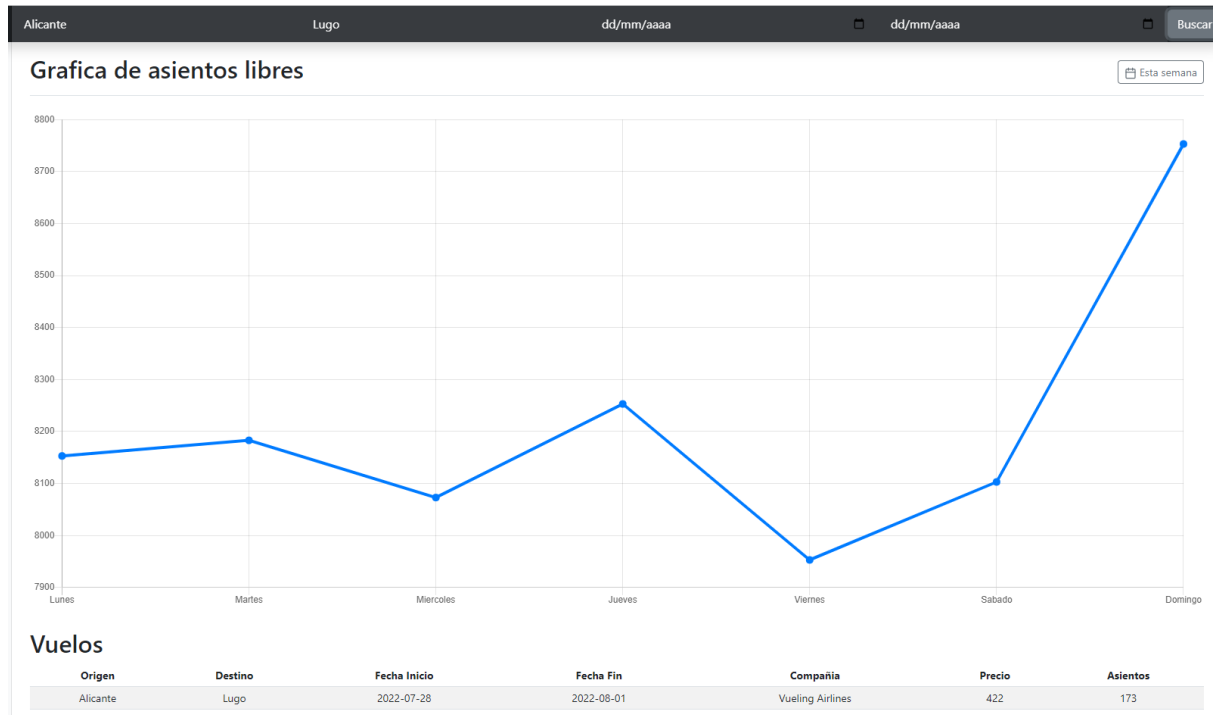 Alicante Lugo dd/mm/aaaa dd/mm/aaaa Buscar
Grafica de asientos libres
Esta semana
8800
8700
8600
8500
8400
8300
8200
8100
8000
7900
Lunes Martes Miercoles Jueves Viernes Sabado Domingo
Vuelos
Origen Destino Fecha Inicio Fecha Fin Compañia Precio Asientos
Alicante Lugo 2022-07-28 2022-08-01 Vueling Airlines 422 173